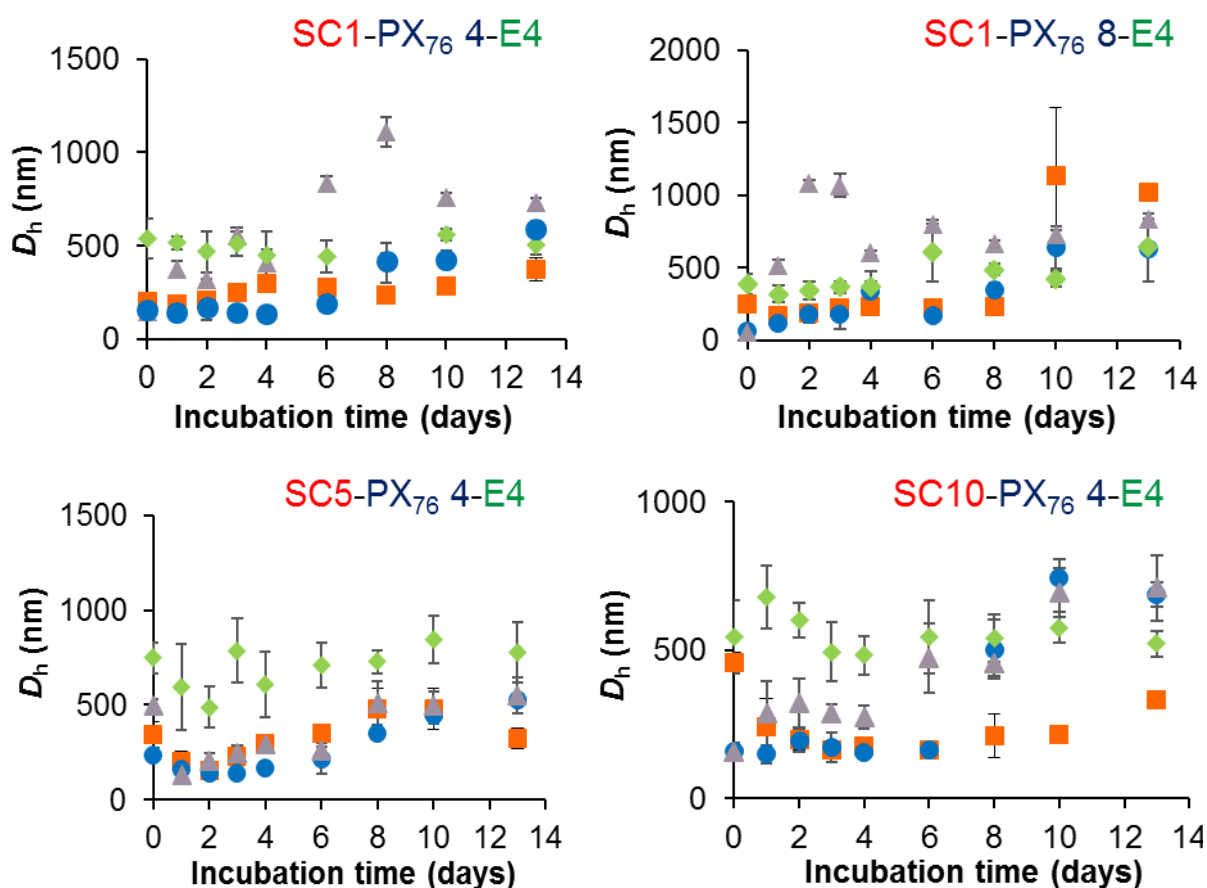 SC1-PX76 4-E4
1500
1000
500
0
Dh (nm)
0 2 4 6 8 10 12 14
Incubation time (days)
SC1-PX76 8-E4
2000
1500
1000
500
0
Dh (nm)
0 2 4 6 8 10 12 14
Incubation time (days)
SC5-PX76 4-E4
1500
1000
500
0
Dh (nm)
0 2 4 6 8 10 12 14
Incubation time (days)
SC10-PX76 4-E4
1000
500
0
Dh (nm)
0 2 4 6 8 10 12 14
Incubation time (days)